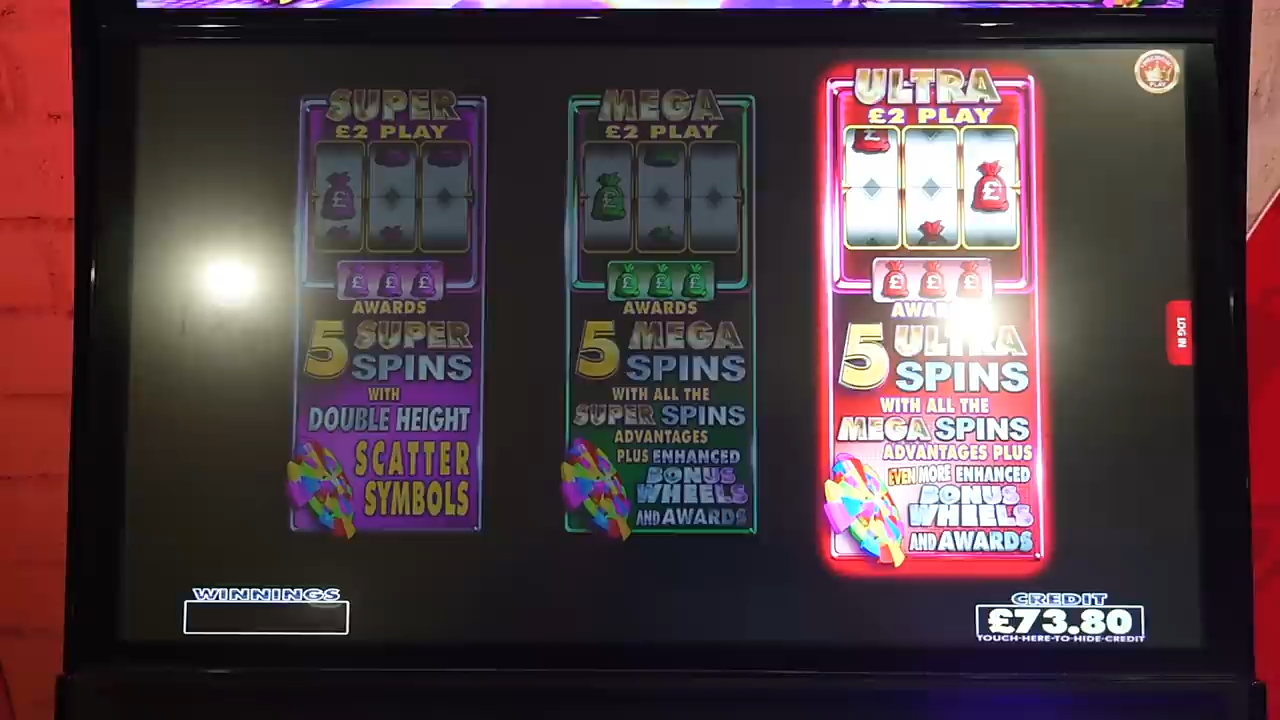 SUPER
£2 PLAY
£
£ £ £
AWARDS
5 SUPER
SPINS
WITH
DOUBLE HEIGHT
SCATTER
SYMBOLS
MEGA
£2 PLAY
£
£ £ £
AWARDS
5 MEGA
SPINS
WITH ALL THE
SUPER SPINS
ADVANTAGES
PLUS ENHANCED
BONUS
WHEELS
AND AWARDS
ULTRA
£2 PLAY
£
£
£ £ £
5 ULTRA
SPINS
WITH ALL THE
MEGA SPINS
ADVANTAGES PLUS
EVEN MORE ENHANCED
BONUS
WHEELS
AND AWARDS
LOG IN
WINNINGS
CREDIT
£73.80
TOUCH-HERE-TO-HIDE-CREDIT